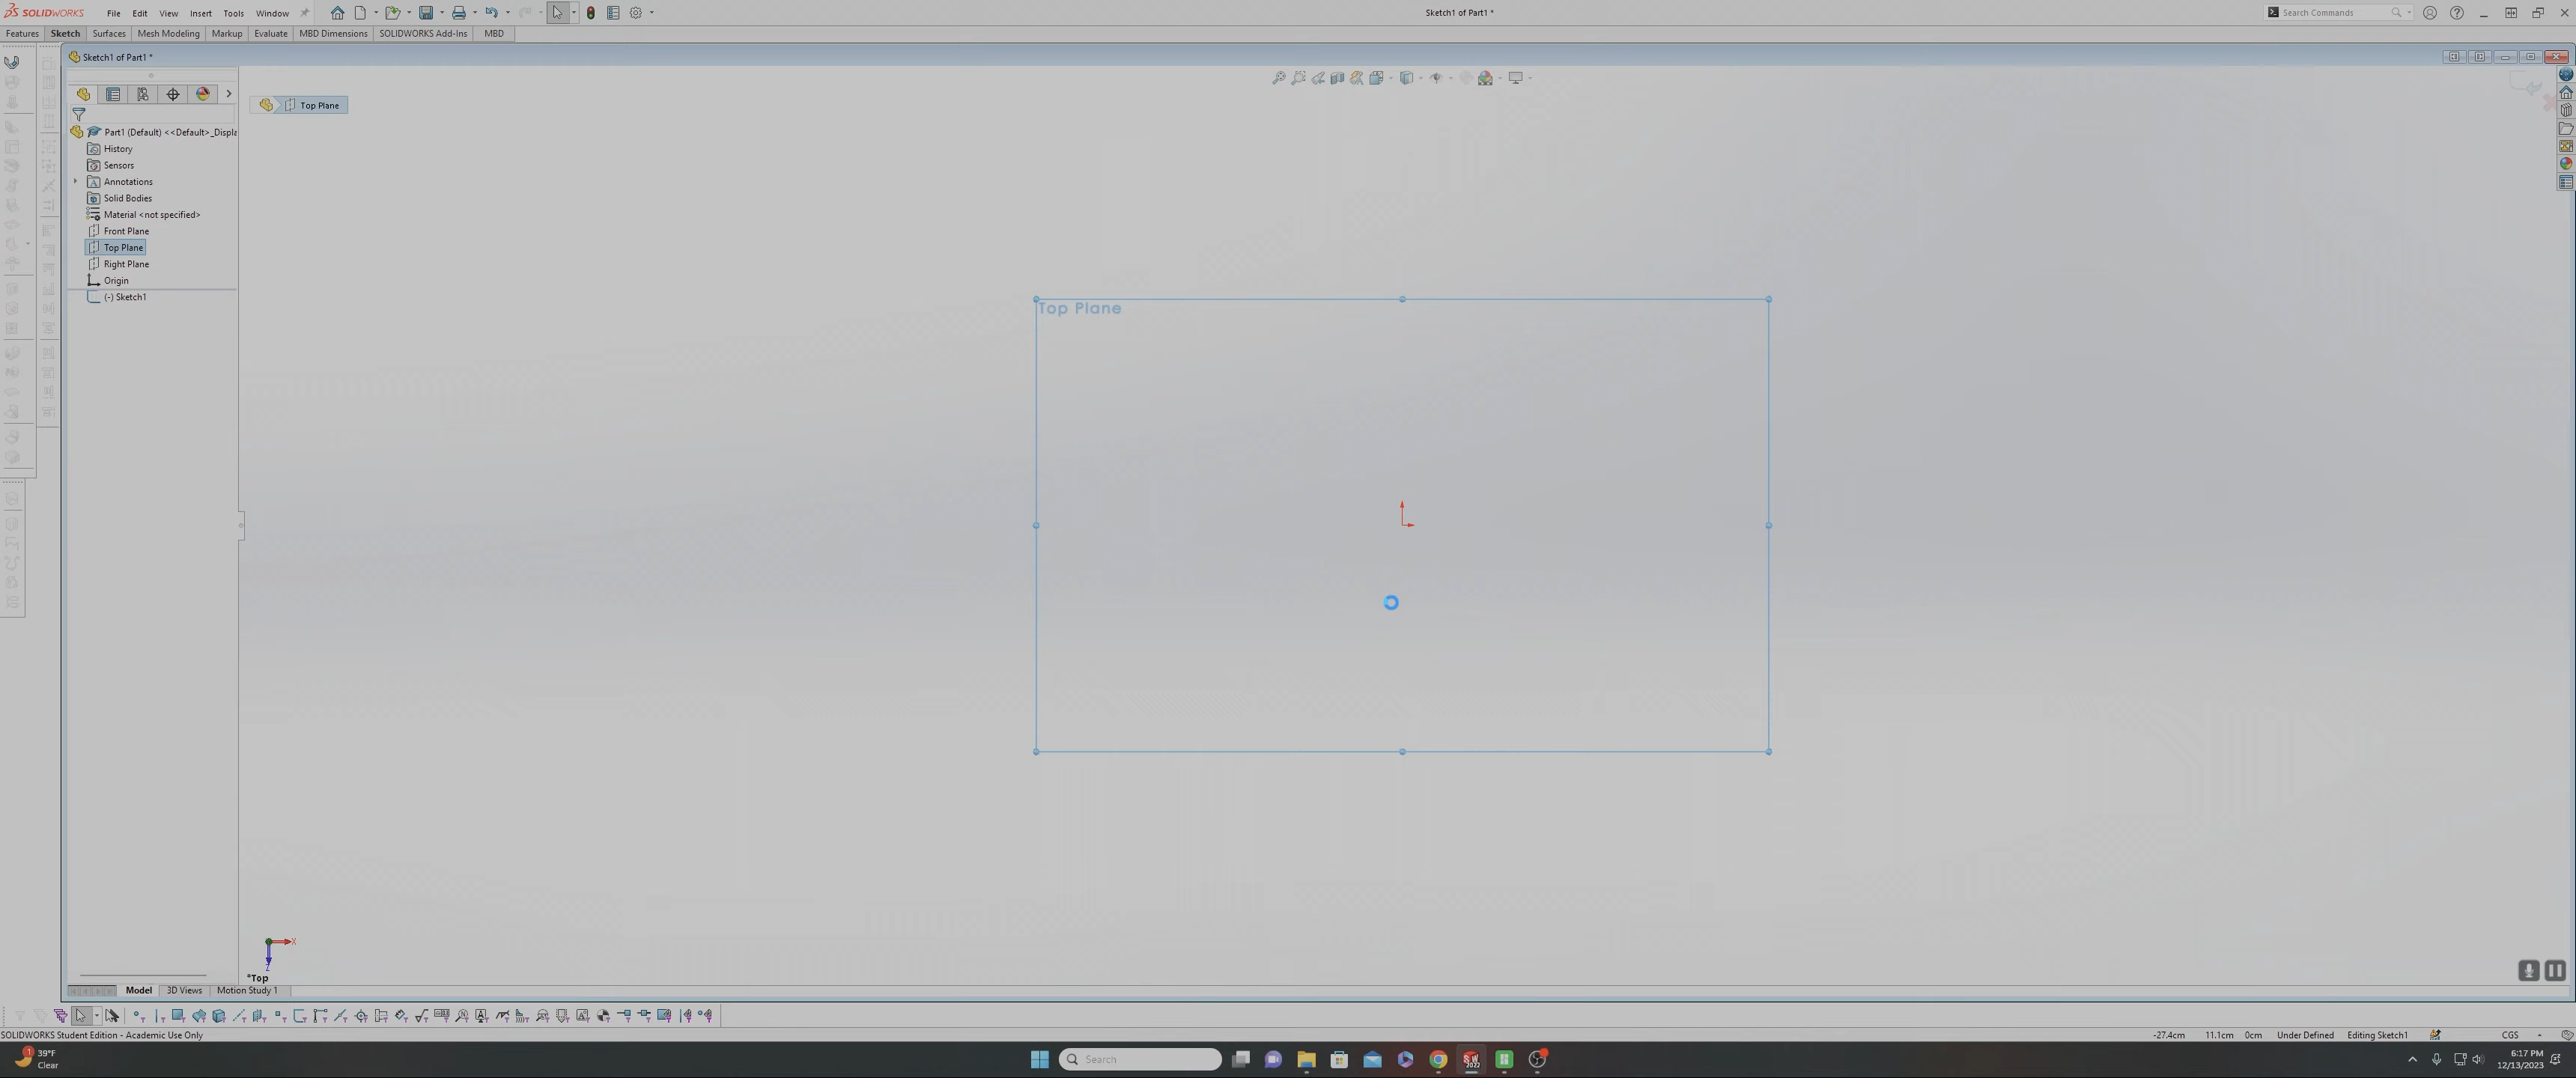 SOLIDWORKS File Edit View Insert Tools Window Sketch1 of Part1 * Search Commands
Features Sketch Surfaces Mesh Modeling Markup Evaluate MBD Dimensions SOLIDWORKS Add-Ins MBD
Sketch1 of Part1 *
Top Plane
Part1 (Default) <<Default>_Displa
History
Sensors
Annotations
Solid Bodies
Material <not specified>
Front Plane
Top Plane
Right Plane
Origin
(-) Sketch1
Top Plane
X
Z
*Top
Model 3D Views Motion Study 1
SOLIDWORKS Student Edition - Academic Use Only -27.4cm 11.1cm 0cm Under Defined Editing Sketch1 CGS
1 39°F
Clear
Search
SW 2022
6:17 PM
12/13/2023